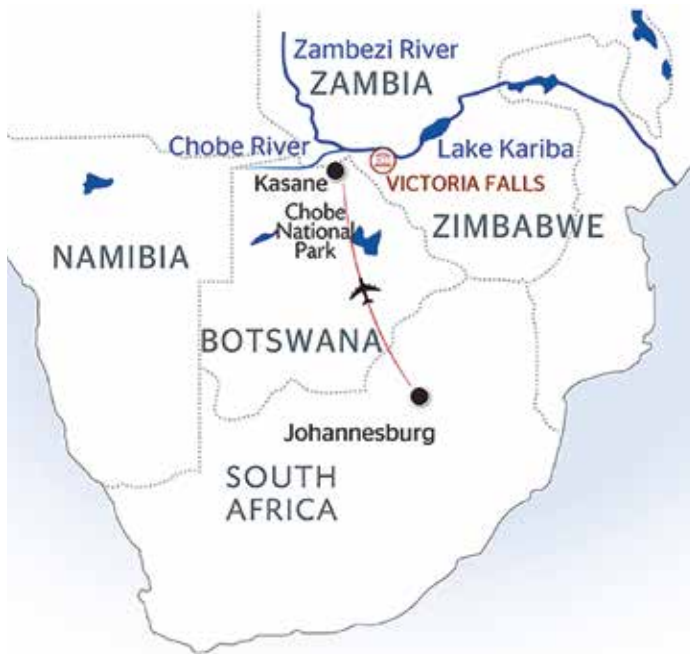 Zambezi River
ZAMBIA
Chobe River
Lake Kariba
Kasane
VICTORIA FALLS
Chobe
National
Park
ZIMBABWE
NAMIBIA
BOTSWANA
Johannesburg
SOUTH
AFRICA